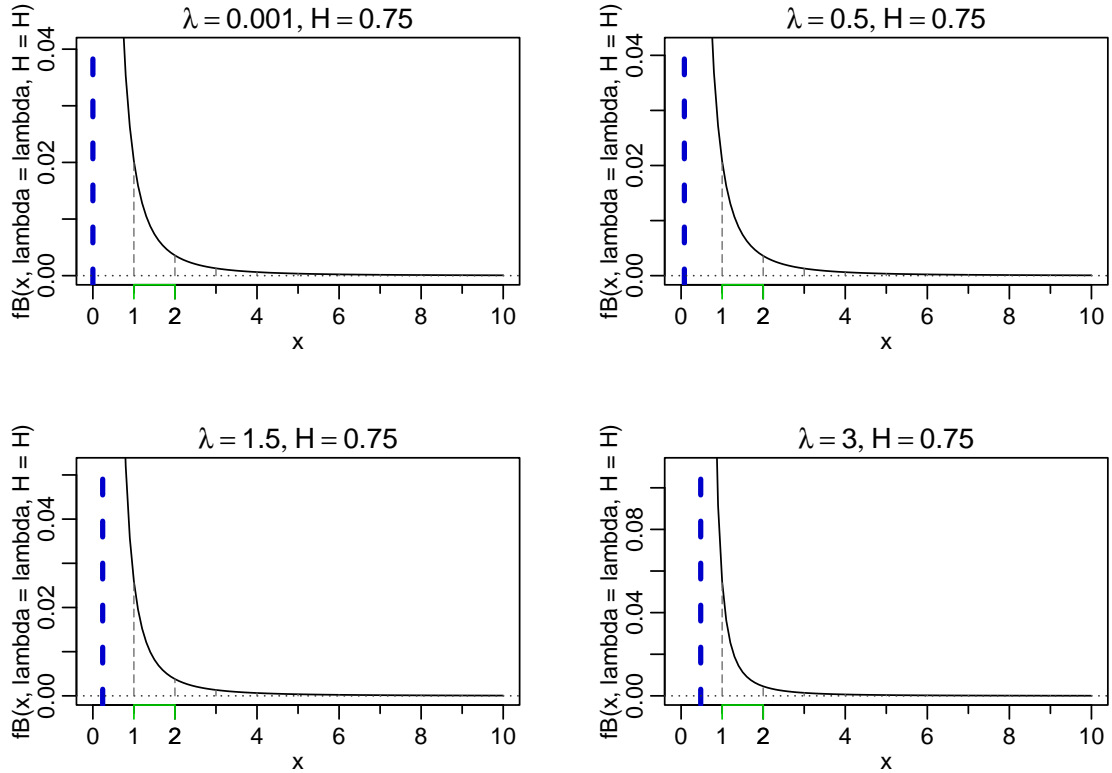 λ = 0.001, H = 0.75
fB(x, lambda = lambda, H = H)
0.04
0.02
0.00
0 1 2 4 6 8 10
x
λ = 0.5, H = 0.75
fB(x, lambda = lambda, H = H)
0.04
0.02
0.00
0 1 2 4 6 8 10
x
λ = 1.5, H = 0.75
fB(x, lambda = lambda, H = H)
0.04
0.02
0.00
0 1 2 4 6 8 10
x
λ = 3, H = 0.75
fB(x, lambda = lambda, H = H)
0.08
0.04
0.00
0 1 2 4 6 8 10
x